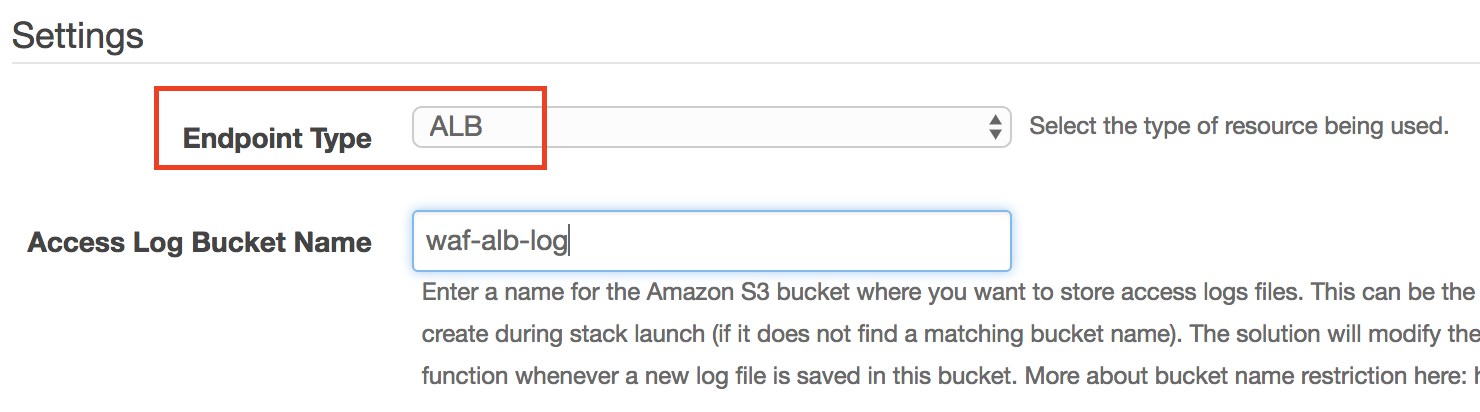 Settings
Endpoint Type ALB Select the type of resource being used.
Access Log Bucket Name waf-alb-log
Enter a name for the Amazon S3 bucket where you want to store access logs files. This can be the
create during stack launch (if it does not find a matching bucket name). The solution will modify the
function whenever a new log file is saved in this bucket. More about bucket name restriction here: